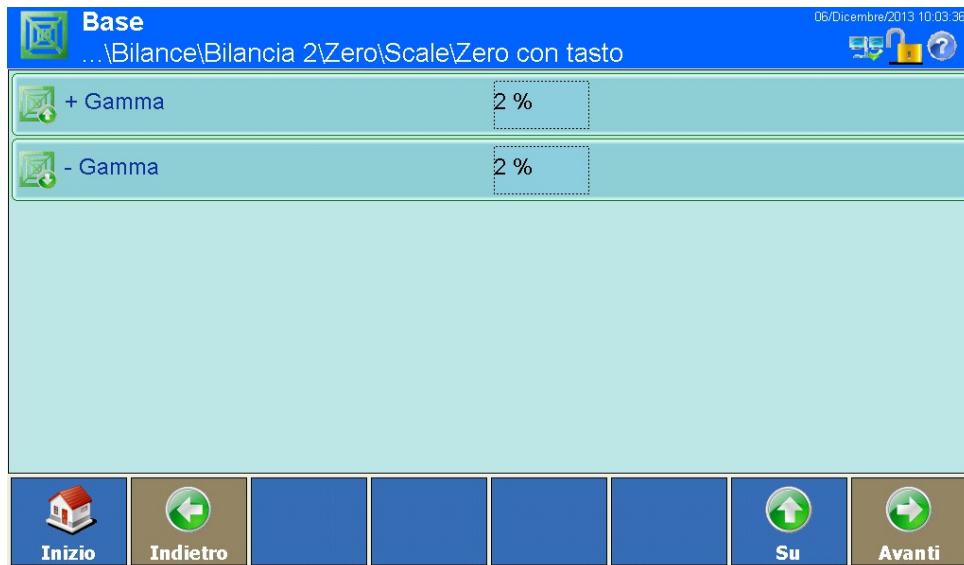 Base
06/Dicembre/2013 10:03:36
...\Bilance\Bilancia 2\Zero\Scale\Zero con tasto
?
+ Gamma 2 %
- Gamma 2 %
Inizio Indietro Su Avanti